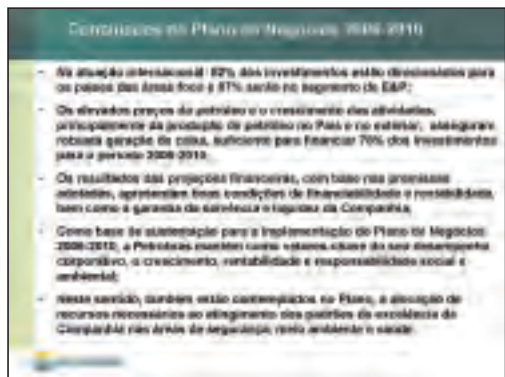 Conclusões do Plano de Negócios 2006-2010
- Na atuação internacional 92% dos investimentos estão direcionados para
os países das áreas foco e 87% serão no segmento de E&P;
- Os elevados preços do petróleo e o crescimento das atividades,
principalmente da produção de petróleo no País e no exterior, asseguram
robusta geração de caixa, suficiente para financiar 79% dos Investimentos
para o período 2006-2010.
- Os resultados das projeções financeiras, com base nas premissas
adotadas, apresentam boas condições de financiabilidade e rentabilidade,
bem como a garantia da solvência e liquidez da Companhia.
- Como base de sustentação para a implementação do Plano de Negócios
2006-2010, a Petrobras mantém como valores-chave do seu desempenho
corporativo, o crescimento, rentabilidade e responsabilidade social e
ambiental;
- Neste sentido, também estão contemplados no Plano, a alocação de
recursos necessários ao atingimento dos padrões de excelência da
Companhia nas áreas de segurança, meio ambiente e saúde.